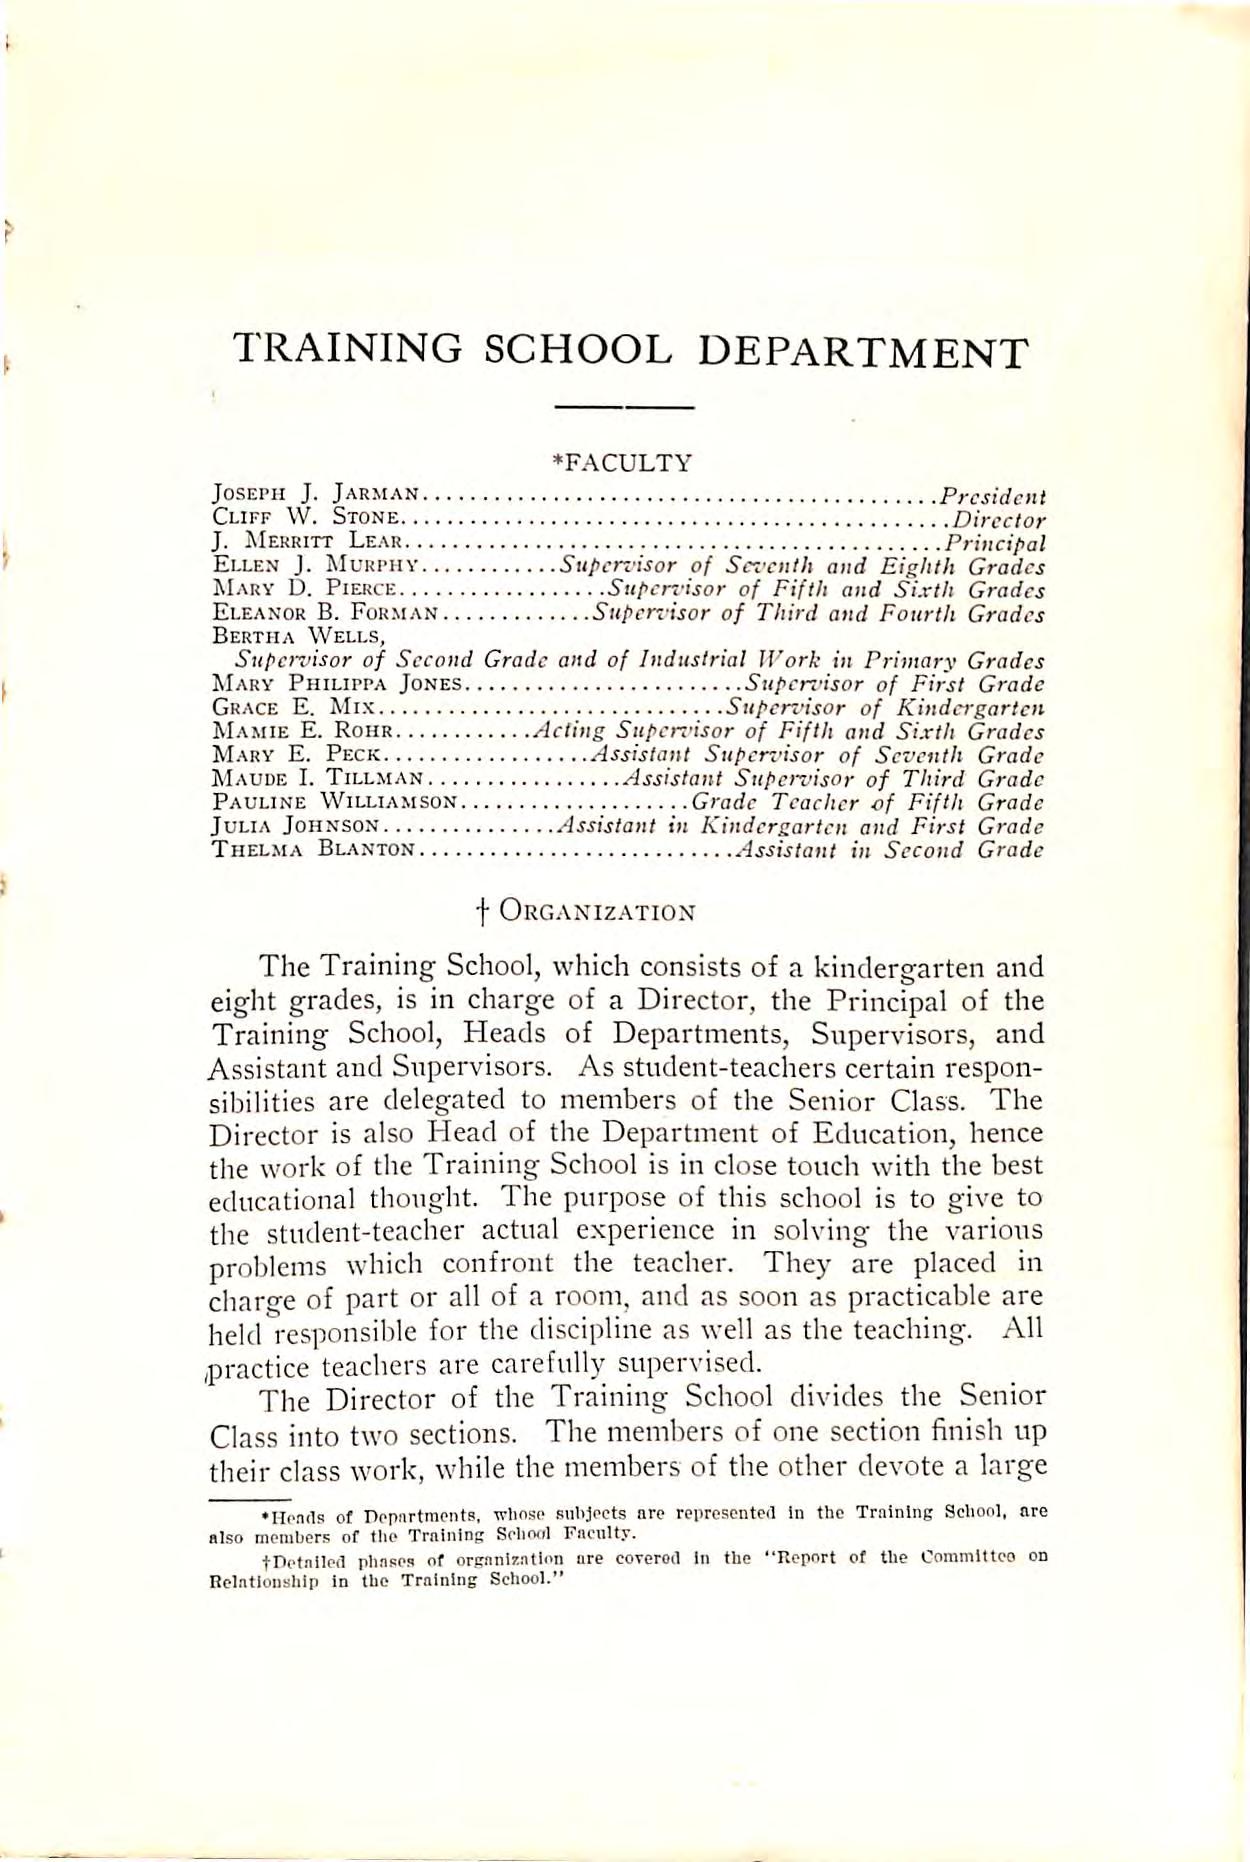 TRAINING SCHOOL DEPARTMENT
*FACULTY
JOSEPH J. JARMAN............................................President
CLIFF W. STONE...............................................Director
J. MERRITT LEAR..............................................Principal
ELLEN J. MURPHY............Supervisor of Seventh and Eighth Grades
MARY D. PIERCE..................Supervisor of Fifth and Sixth Grades
ELEANOR B. FORMAN.............Supervisor of Third and Fourth Grades
BERTHA WELLS,
Supervisor of Second Grade and of Industrial Work in Primary Grades
MARY PHILIPPA JONES........................Supervisor of First Grade
GRACE E. MIX..............................Supervisor of Kindergarten
MAMIE E. ROHR............Acting Supervisor of Fifth and Sixth Grades
MARY E. PECK..................Assistant Supervisor of Seventh Grade
MAUDE I. TILLMAN.................Assistant Supervisor of Third Grade
PAULINE WILLIAMSON....................Grade Teacher of Fifth Grade
JULIA JOHNSON...............Assistant in Kindergarten and First Grade
THELMA BLANTON...........................Assistant in Second Grade
† ORGANIZATION
The Training School, which consists of a kindergarten and
eight grades, is in charge of a Director, the Principal of the
Training School, Heads of Departments, Supervisors, and
Assistant and Supervisors. As student-teachers certain respon-
sibilities are delegated to members of the Senior Class. The
Director is also Head of the Department of Education, hence
the work of the Training School is in close touch with the best
educational thought. The purpose of this school is to give to
the student-teacher actual experience in solving the various
problems which confront the teacher. They are placed in
charge of part or all of a room, and as soon as practicable are
held responsible for the discipline as well as the teaching. All
practice teachers are carefully supervised.
The Director of the Training School divides the Senior
Class into two sections. The members of one section finish up
their class work, while the members of the other devote a large
*Heads of Departments, whose subjects are represented in the Training School, are
also members of the Training School Faculty.
†Detailed phases of organization are covered in the "Report of the Committee on
Relationship in the Training School."